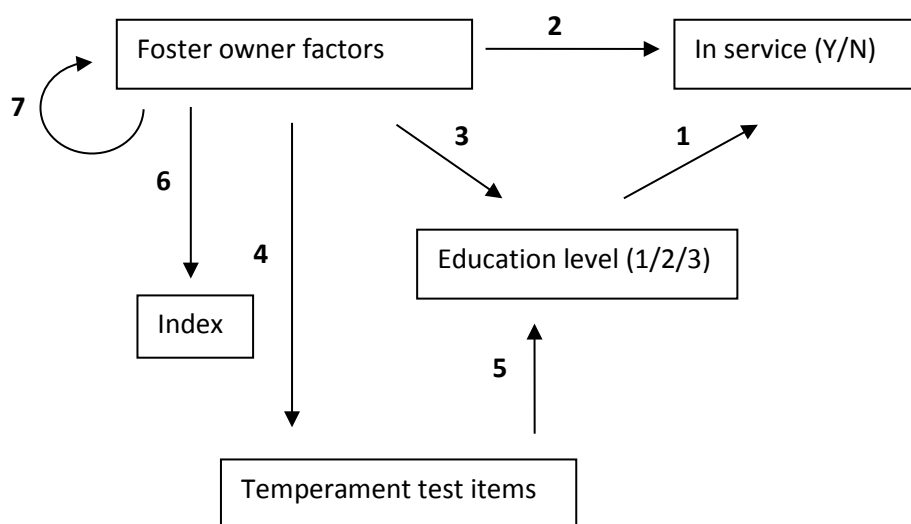 2
Foster owner factors
In service (Y/N)
7
3
1
6
4
Education level (1/2/3)
Index
5
Temperament test items